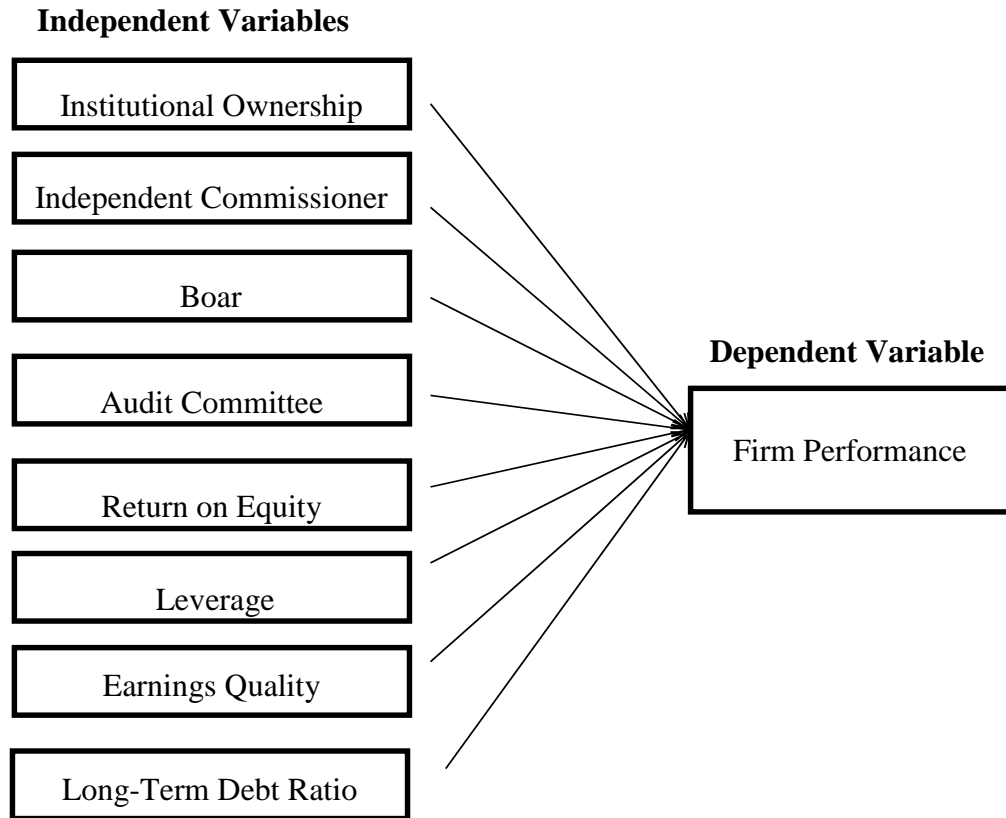 Independent Variables
Institutional Ownership
Independent Commissioner
Boar
Audit Committee
Return on Equity
Leverage
Earnings Quality
Long-Term Debt Ratio
Dependent Variable
Firm Performance